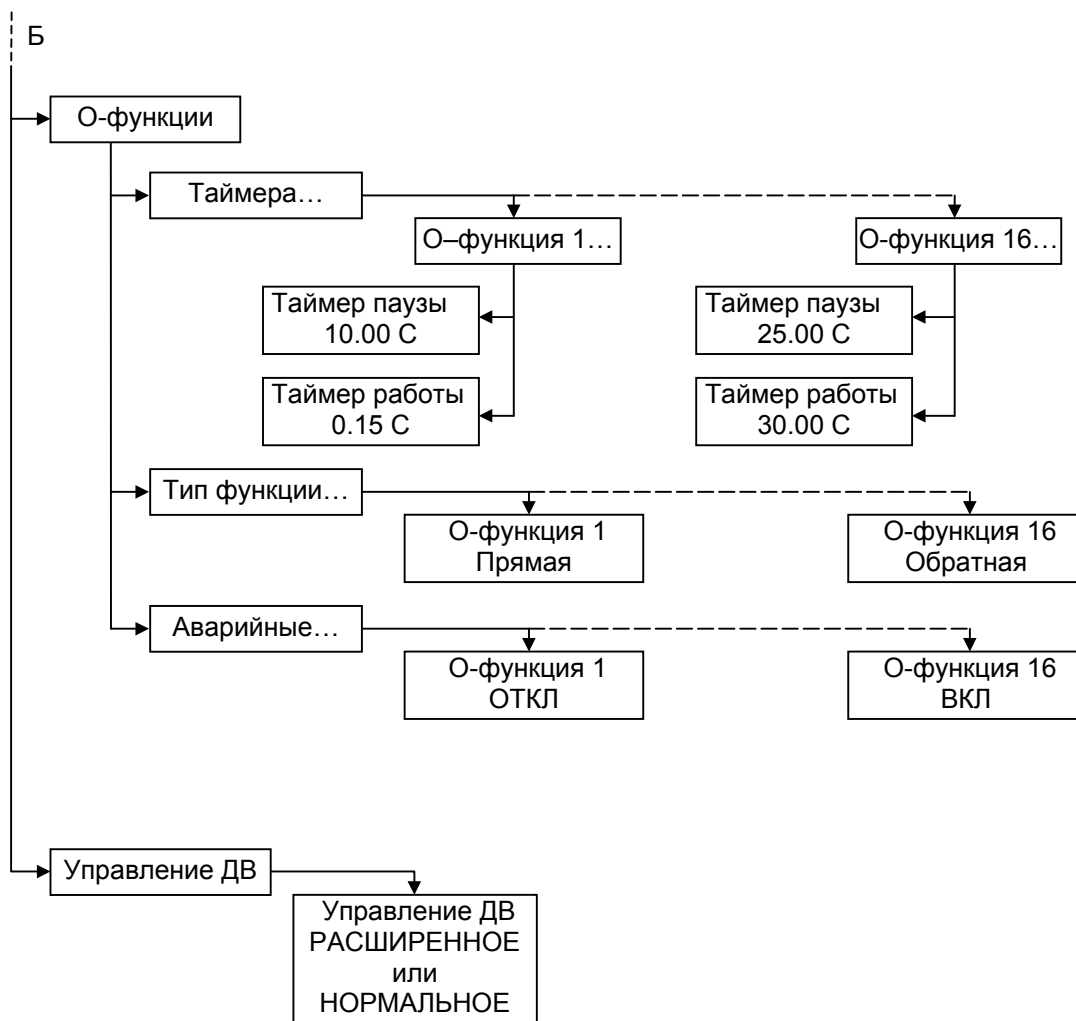 Б
О-функции
Таймера…
О–функция 1…
О-функция 16…
Таймер паузы
10.00 С
Таймер паузы
25.00 С
Таймер работы
0.15 С
Таймер работы
30.00 С
Тип функции…
О-функция 1
Прямая
О-функция 16
Обратная
Аварийные…
О-функция 1
ОТКЛ
О-функция 16
ВКЛ
Управление ДВ
Управление ДВ
РАСШИРЕННОЕ
или
НОРМАЛЬНОЕ